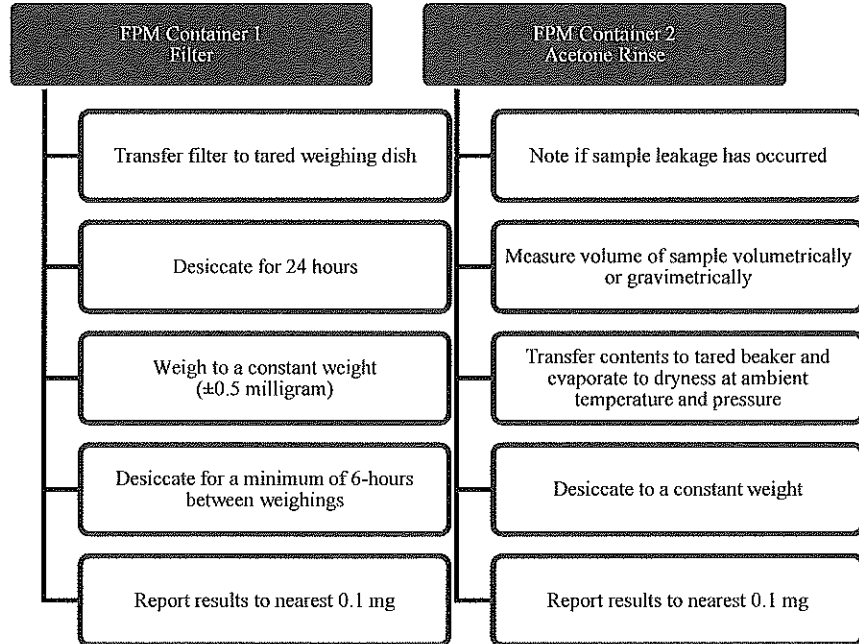 FPM Container 1
Filter
Transfer filter to tared weighing dish
Desiccate for 24 hours
Weigh to a constant weight
(±0.5 milligram)
Desiccate for a minimum of 6-hours
between weighings
Report results to nearest 0.1 mg
FPM Container 2
Acetone Rinse
Note if sample leakage has occurred
Measure volume of sample volumetrically
or gravimetrically
Transfer contents to tared beaker and
evaporate to dryness at ambient
temperature and pressure
Desiccate to a constant weight
Report results to nearest 0.1 mg